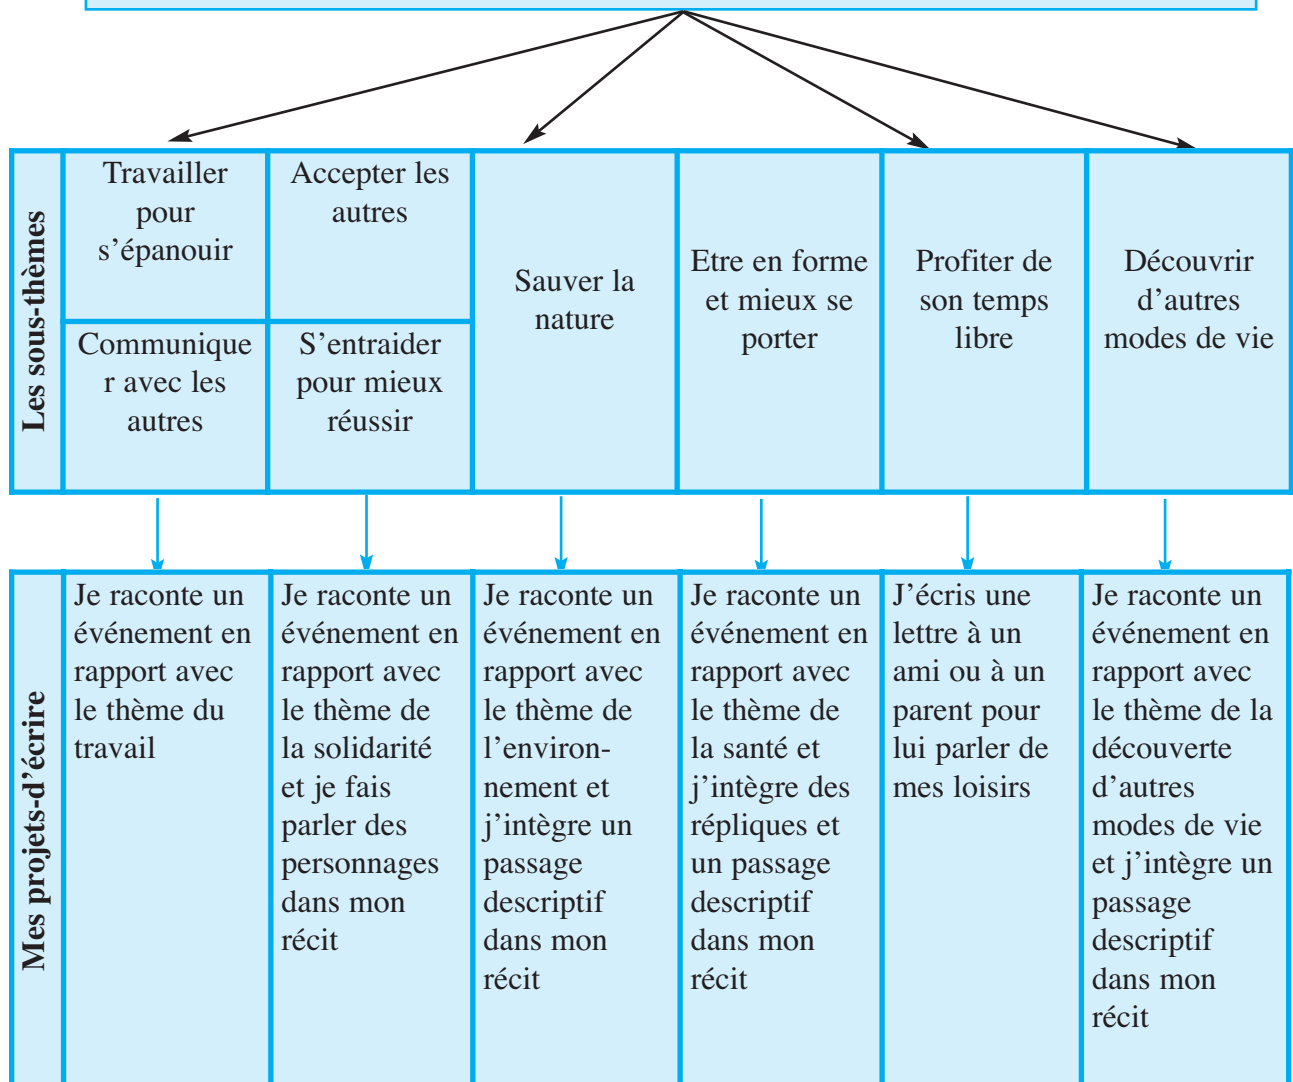 Les sous-thèmes
Travailler
pour
s'épanouir
Accepter les
autres
Communique
r avec les
autres
S'entraider
pour mieux
réussir
Sauver la
nature
Etre en forme
et mieux se
porter
Profiter de
son temps
libre
Découvrir
d'autres
modes de vie
Mes projets-d'écrire
Je raconte un
événement en
rapport avec
le thème du
travail
Je raconte un
événement en
rapport avec
le thème de
la solidarité
et je fais
parler des
personnages
dans mon
récit
Je raconte un
événement en
rapport avec
le thème de
l'environ-
nement et
j'intègre un
passage
descriptif
dans mon
récit
Je raconte un
événement en
rapport avec
le thème de
la santé et
j'intègre des
répliques et
un passage
descriptif
dans mon
récit
J'écris une
lettre à un
ami ou à un
parent pour
lui parler de
mes loisirs
Je raconte un
événement en
rapport avec
le thème de la
découverte
d'autres
modes de vie
et j'intègre un
passage
descriptif
dans mon
récit